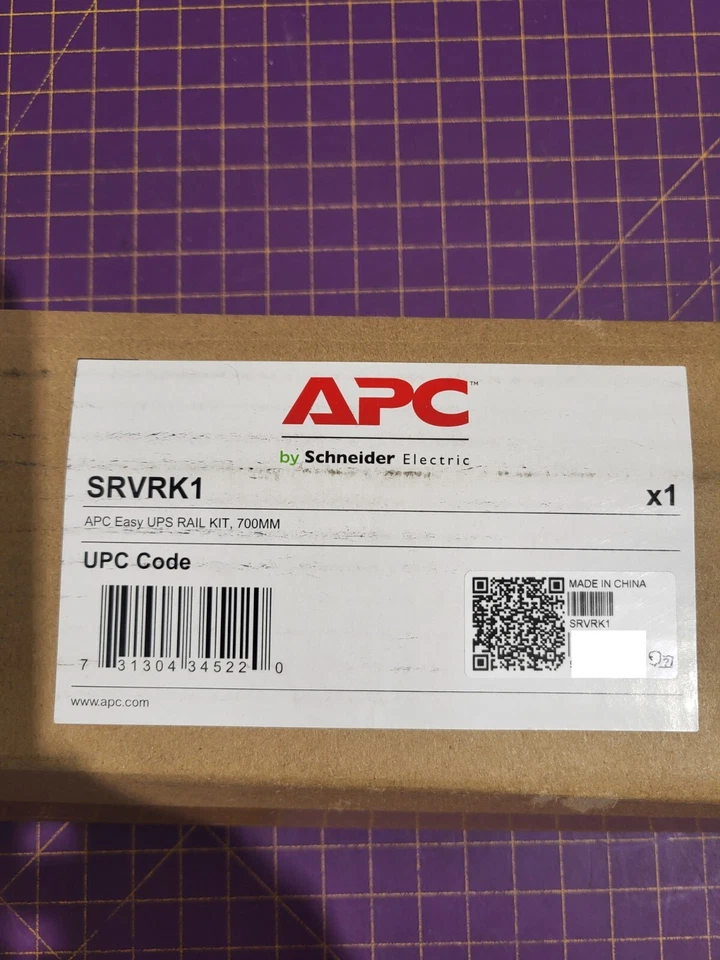 APC™
by Schneider Electric
SRVRK1 x1
APC Easy UPS RAIL KIT, 700MM
UPC Code
MADE IN CHINA
SRVRK1
7 31304 34522 0
www.apc.com